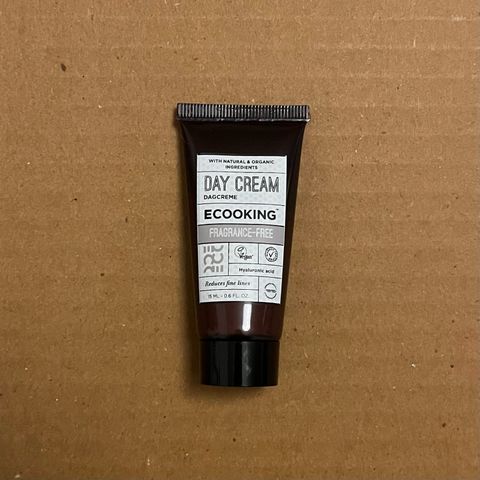 WITH NATURAL & ORGANIC
INGREDIENTS
DAY CREAM
DAGCREME
ECOOKING
FRAGRANCE-FREE
Vegan
Hyaluronic acid
Reduces fine lines
15 ML - 0.6 FL. OZ.